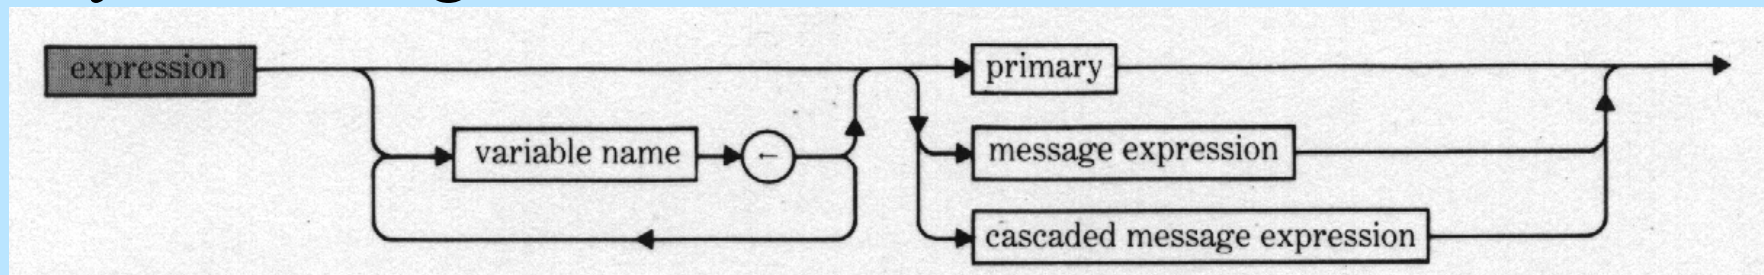 expression
primary
variable name
←
message expression
cascaded message expression